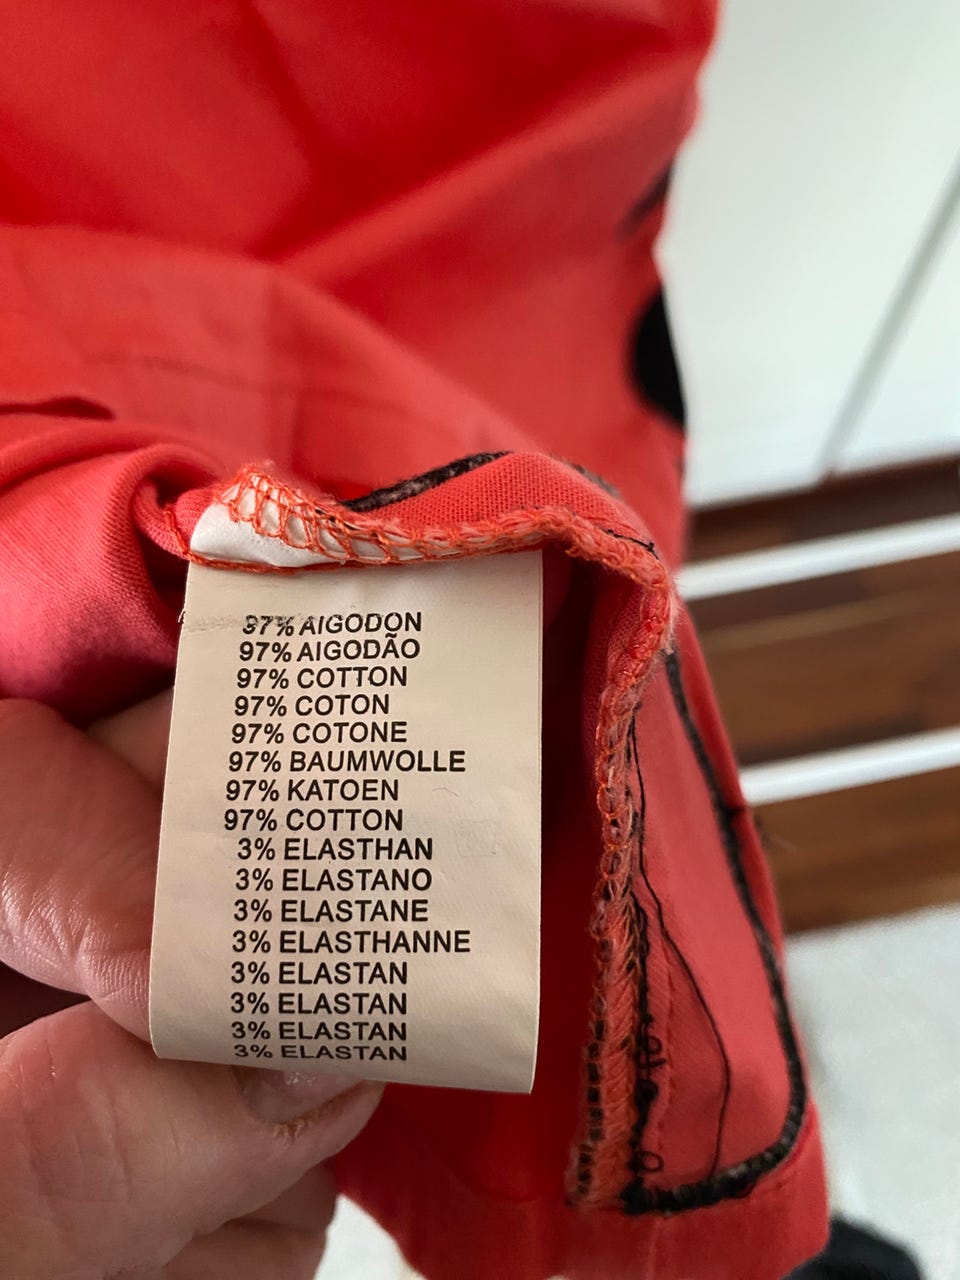 97% AIGODON
97% AIGODÃO
97% COTTON
97% COTON
97% COTONE
97% BAUMWOLLE
97% KATOEN
97% COTTON
3% ELASTHAN
3% ELASTANO
3% ELASTANE
3% ELASTHANNE
3% ELASTAN
3% ELASTAN
3% ELASTAN
3% ELASTAN